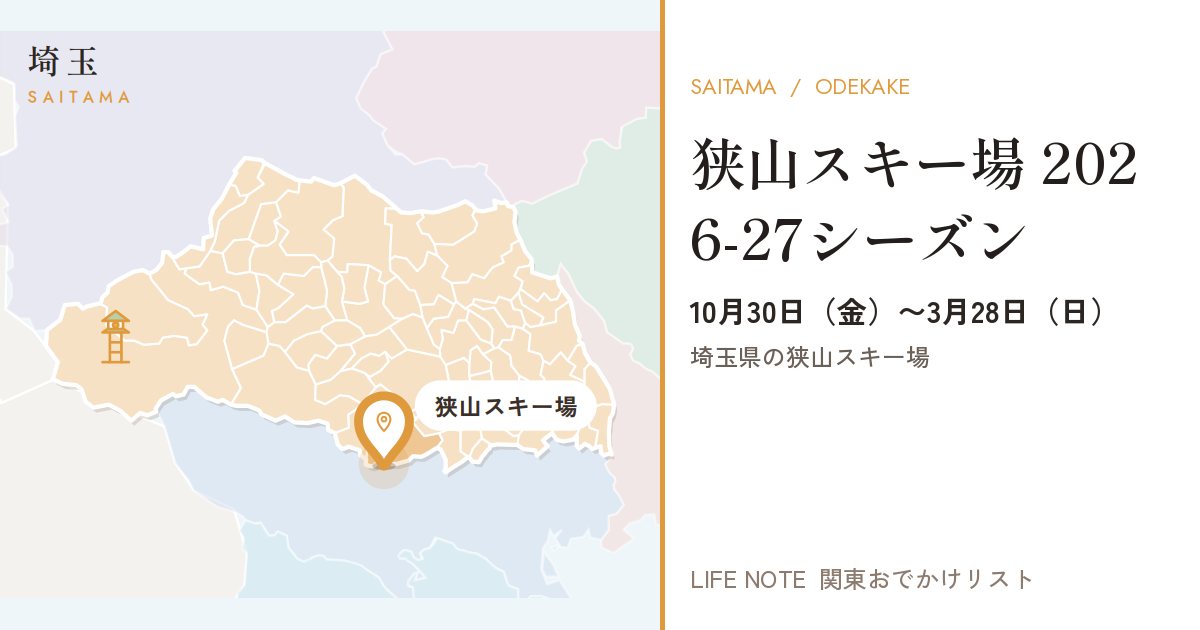 埼玉
SAITAMA
狭山スキー場
SAITAMA / ODEKAKE
狭山スキー場 202
6-27シーズン
10月30日（金）〜3月28日（日）
埼玉県の狭山スキー場
LIFE NOTE 関東おでかけリスト